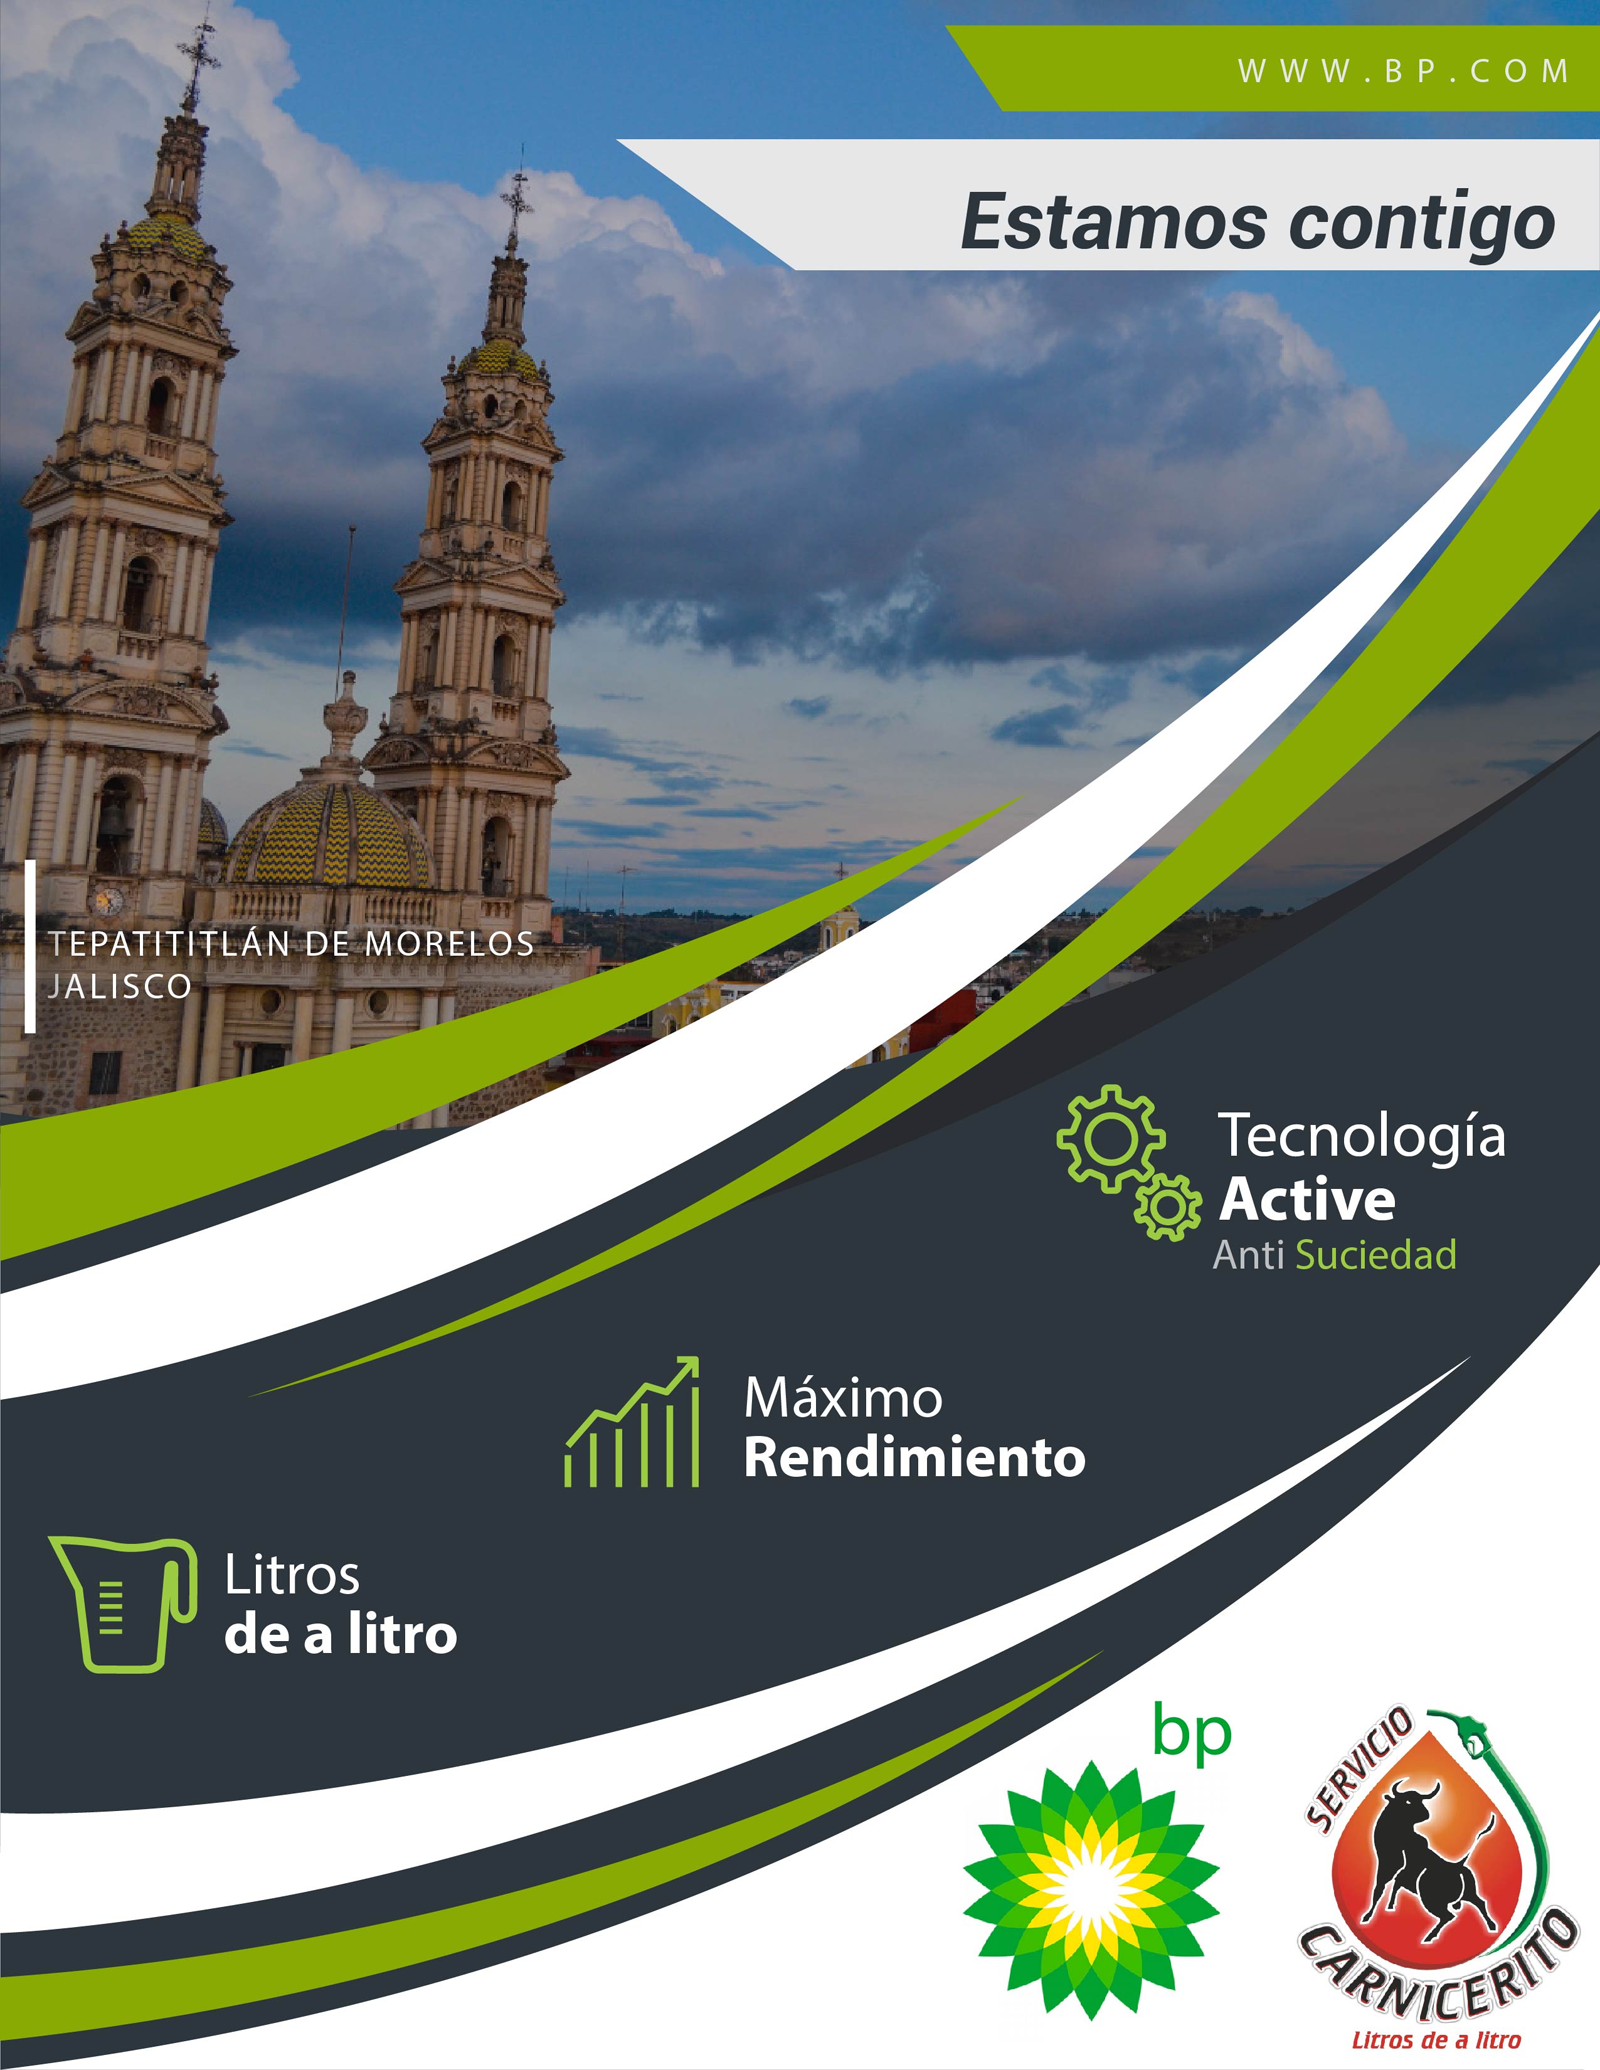 WWW.BP.COM
Estamos contigo
TEPATITITLÁN DE MORELOS
JALISCO
Tecnología
Active
Anti Suciedad
Máximo
Rendimiento
Litros
de a litro
bp
SERVICIO
CARNICERITO
Litros de a litro